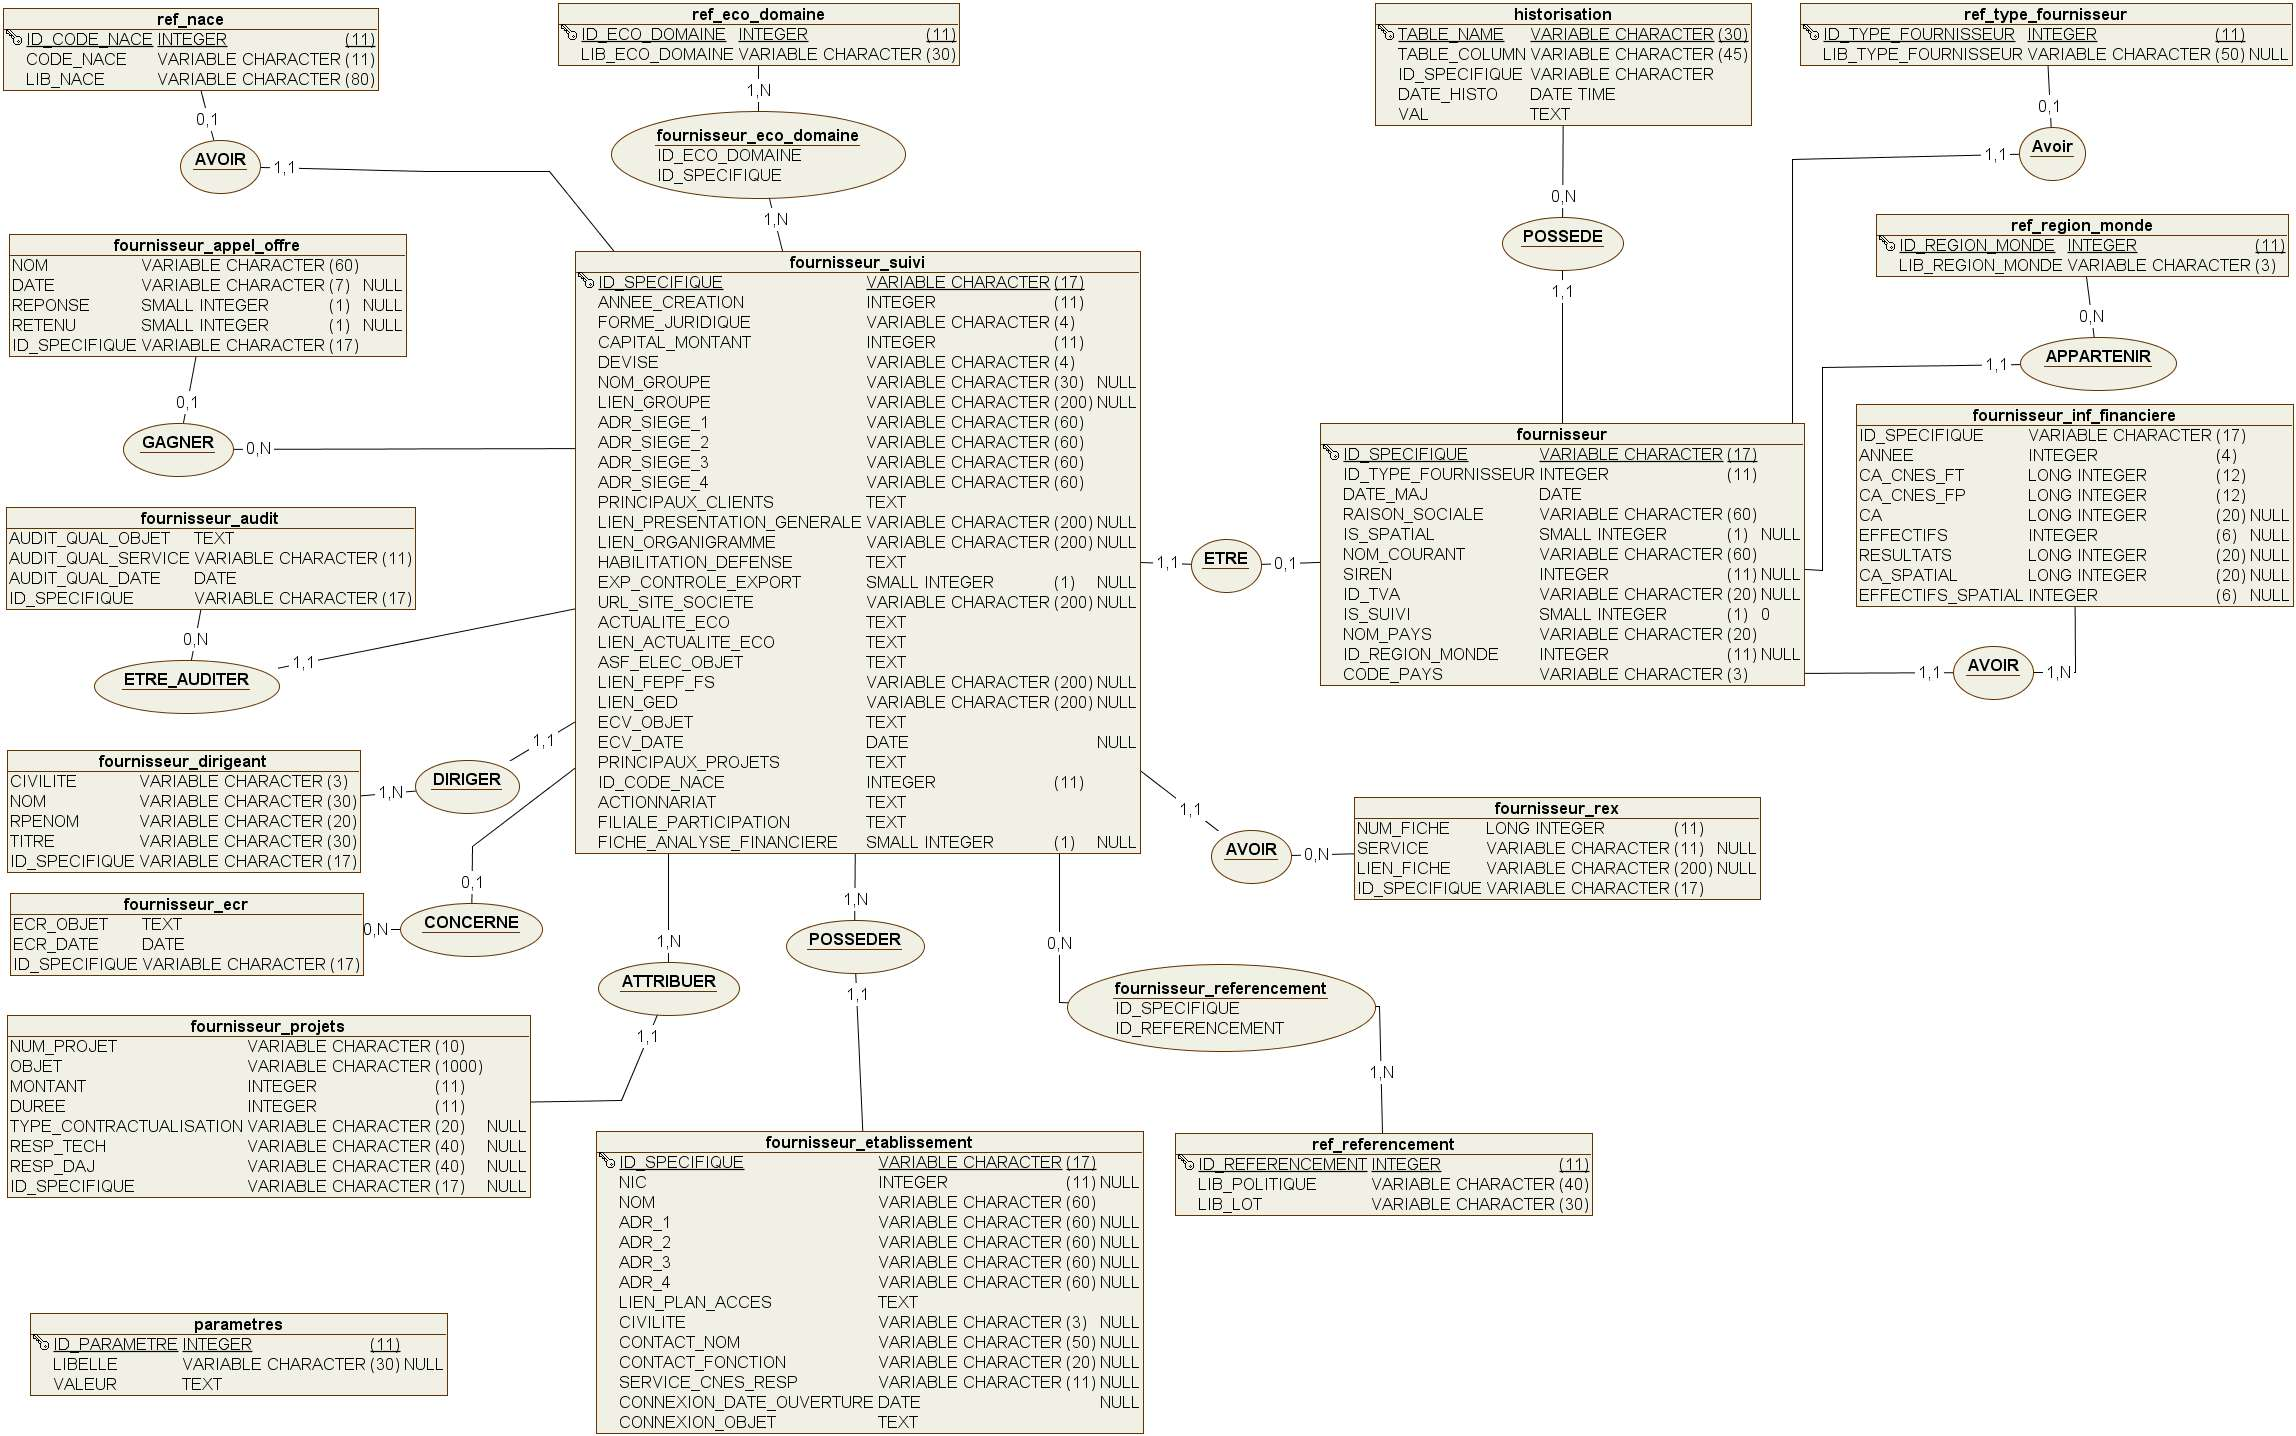 ref_nace
ID_CODE_NACE INTEGER (11)
CODE_NACE VARIABLE CHARACTER (11)
LIB_NACE VARIABLE CHARACTER (80)
0,1
AVOIR
1,1
ref_eco_domaine
ID_ECO_DOMAINE INTEGER (11)
LIB_ECO_DOMAINE VARIABLE CHARACTER (30)
1,N
fournisseur_eco_domaine
ID_ECO_DOMAINE
ID_SPECIFIQUE
1,N
historisation
TABLE_NAME VARIABLE CHARACTER (30)
TABLE_COLUMN VARIABLE CHARACTER (45)
ID_SPECIFIQUE VARIABLE CHARACTER
DATE_HISTO DATE TIME
VAL TEXT
0,N
POSSEDE
1,1
ref_type_fournisseur
ID_TYPE_FOURNISSEUR INTEGER (11)
LIB_TYPE_FOURNISSEUR VARIABLE CHARACTER (50) NULL
0,1
Avoir
1,1
ref_region_monde
ID_REGION_MONDE INTEGER (11)
LIB_REGION_MONDE VARIABLE CHARACTER (3)
0,N
APPARTENIR
1,1
fournisseur_appel_offre
NOM VARIABLE CHARACTER (60)
DATE VARIABLE CHARACTER (7) NULL
REPONSE SMALL INTEGER (1) NULL
RETENU SMALL INTEGER (1) NULL
ID_SPECIFIQUE VARIABLE CHARACTER (17)
0,1
GAGNER
0,N
fournisseur_suivi
ID_SPECIFIQUE VARIABLE CHARACTER (17)
ANNEE_CREATION INTEGER (11)
FORME_JURIDIQUE VARIABLE CHARACTER (4)
CAPITAL_MONTANT INTEGER (11)
DEVISE VARIABLE CHARACTER (4)
NOM_GROUPE VARIABLE CHARACTER (30) NULL
LIEN_GROUPE VARIABLE CHARACTER (200) NULL
ADR_SIEGE_1 VARIABLE CHARACTER (60)
ADR_SIEGE_2 VARIABLE CHARACTER (60)
ADR_SIEGE_3 VARIABLE CHARACTER (60)
ADR_SIEGE_4 VARIABLE CHARACTER (60)
PRINCIPAUX_CLIENTS TEXT
LIEN_PRESENTATION_GENERALE VARIABLE CHARACTER (200) NULL
LIEN_ORGANIGRAMME VARIABLE CHARACTER (200) NULL
HABILITATION_DEFENSE TEXT
EXP_CONTROLE_EXPORT SMALL INTEGER (1) NULL
URL_SITE_SOCIETE VARIABLE CHARACTER (200) NULL
ACTUALITE_ECO TEXT
LIEN_ACTUALITE_ECO TEXT
ASF_ELEC_OBJET TEXT
LIEN_FEPF_FS VARIABLE CHARACTER (200) NULL
LIEN_GED VARIABLE CHARACTER (200) NULL
ECV_OBJET TEXT
ECV_DATE DATE NULL
PRINCIPAUX_PROJETS TEXT
ID_CODE_NACE INTEGER (11)
ACTIONNARIAT TEXT
FILIALE_PARTICIPATION TEXT
FICHE_ANALYSE_FINANCIERE SMALL INTEGER (1) NULL
1,1
ETRE
0,1
fournisseur
ID_SPECIFIQUE VARIABLE CHARACTER (17)
ID_TYPE_FOURNISSEUR INTEGER (11)
DATE_MAJ DATE
RAISON_SOCIALE VARIABLE CHARACTER (60)
IS_SPATIAL SMALL INTEGER (1) NULL
NOM_COURANT VARIABLE CHARACTER (60)
SIREN INTEGER (11) NULL
ID_TVA VARIABLE CHARACTER (20) NULL
IS_SUIVI SMALL INTEGER (1) 0
NOM_PAYS VARIABLE CHARACTER (20)
ID_REGION_MONDE INTEGER (11) NULL
CODE_PAYS VARIABLE CHARACTER (3)
fournisseur_inf_financiere
ID_SPECIFIQUE VARIABLE CHARACTER (17)
ANNEE INTEGER (4)
CA_CNES_FT LONG INTEGER (12)
CA_CNES_FP LONG INTEGER (12)
CA LONG INTEGER (20) NULL
EFFECTIFS INTEGER (6) NULL
RESULTATS LONG INTEGER (20) NULL
CA_SPATIAL LONG INTEGER (20) NULL
EFFECTIFS_SPATIAL INTEGER (6) NULL
1,1
AVOIR
1,N
fournisseur_audit
AUDIT_QUAL_OBJET TEXT
AUDIT_QUAL_SERVICE VARIABLE CHARACTER (11)
AUDIT_QUAL_DATE DATE
ID_SPECIFIQUE VARIABLE CHARACTER (17)
0,N
ETRE_AUDITER
1,1
fournisseur_dirigeant
CIVILITE VARIABLE CHARACTER (3)
NOM VARIABLE CHARACTER (30)
RPENOM VARIABLE CHARACTER (20)
TITRE VARIABLE CHARACTER (30)
ID_SPECIFIQUE VARIABLE CHARACTER (17)
1,N
DIRIGER
1,1
fournisseur_ecr
ECR_OBJET TEXT
ECR_DATE DATE
ID_SPECIFIQUE VARIABLE CHARACTER (17)
0,N
CONCERNE
0,1
1,1
AVOIR
0,N
fournisseur_rex
NUM_FICHE LONG INTEGER (11)
SERVICE VARIABLE CHARACTER (11) NULL
LIEN_FICHE VARIABLE CHARACTER (200) NULL
ID_SPECIFIQUE VARIABLE CHARACTER (17)
1,N
ATTRIBUER
1,1
1,N
POSSEDER
1,1
0,N
fournisseur_referencement
ID_SPECIFIQUE
ID_REFERENCEMENT
1,N
fournisseur_projets
NUM_PROJET VARIABLE CHARACTER (10)
OBJET VARIABLE CHARACTER (1000)
MONTANT INTEGER (11)
DUREE INTEGER (11)
TYPE_CONTRACTUALISATION VARIABLE CHARACTER (20) NULL
RESP_TECH VARIABLE CHARACTER (40) NULL
RESP_DAJ VARIABLE CHARACTER (40) NULL
ID_SPECIFIQUE VARIABLE CHARACTER (17) NULL
fournisseur_etablissement
ID_SPECIFIQUE VARIABLE CHARACTER (17)
NIC INTEGER (11) NULL
NOM VARIABLE CHARACTER (60)
ADR_1 VARIABLE CHARACTER (60) NULL
ADR_2 VARIABLE CHARACTER (60) NULL
ADR_3 VARIABLE CHARACTER (60) NULL
ADR_4 VARIABLE CHARACTER (60) NULL
LIEN_PLAN_ACCES TEXT
CIVILITE VARIABLE CHARACTER (3) NULL
CONTACT_NOM VARIABLE CHARACTER (50) NULL
CONTACT_FONCTION VARIABLE CHARACTER (20) NULL
SERVICE_CNES_RESP VARIABLE CHARACTER (11) NULL
CONNEXION_DATE_OUVERTURE DATE NULL
CONNEXION_OBJET TEXT
ref_referencement
ID_REFERENCEMENT INTEGER (11)
LIB_POLITIQUE VARIABLE CHARACTER (40)
LIB_LOT VARIABLE CHARACTER (30)
parametres
ID_PARAMETRE INTEGER (11)
LIBELLE VARIABLE CHARACTER (30) NULL
VALEUR TEXT